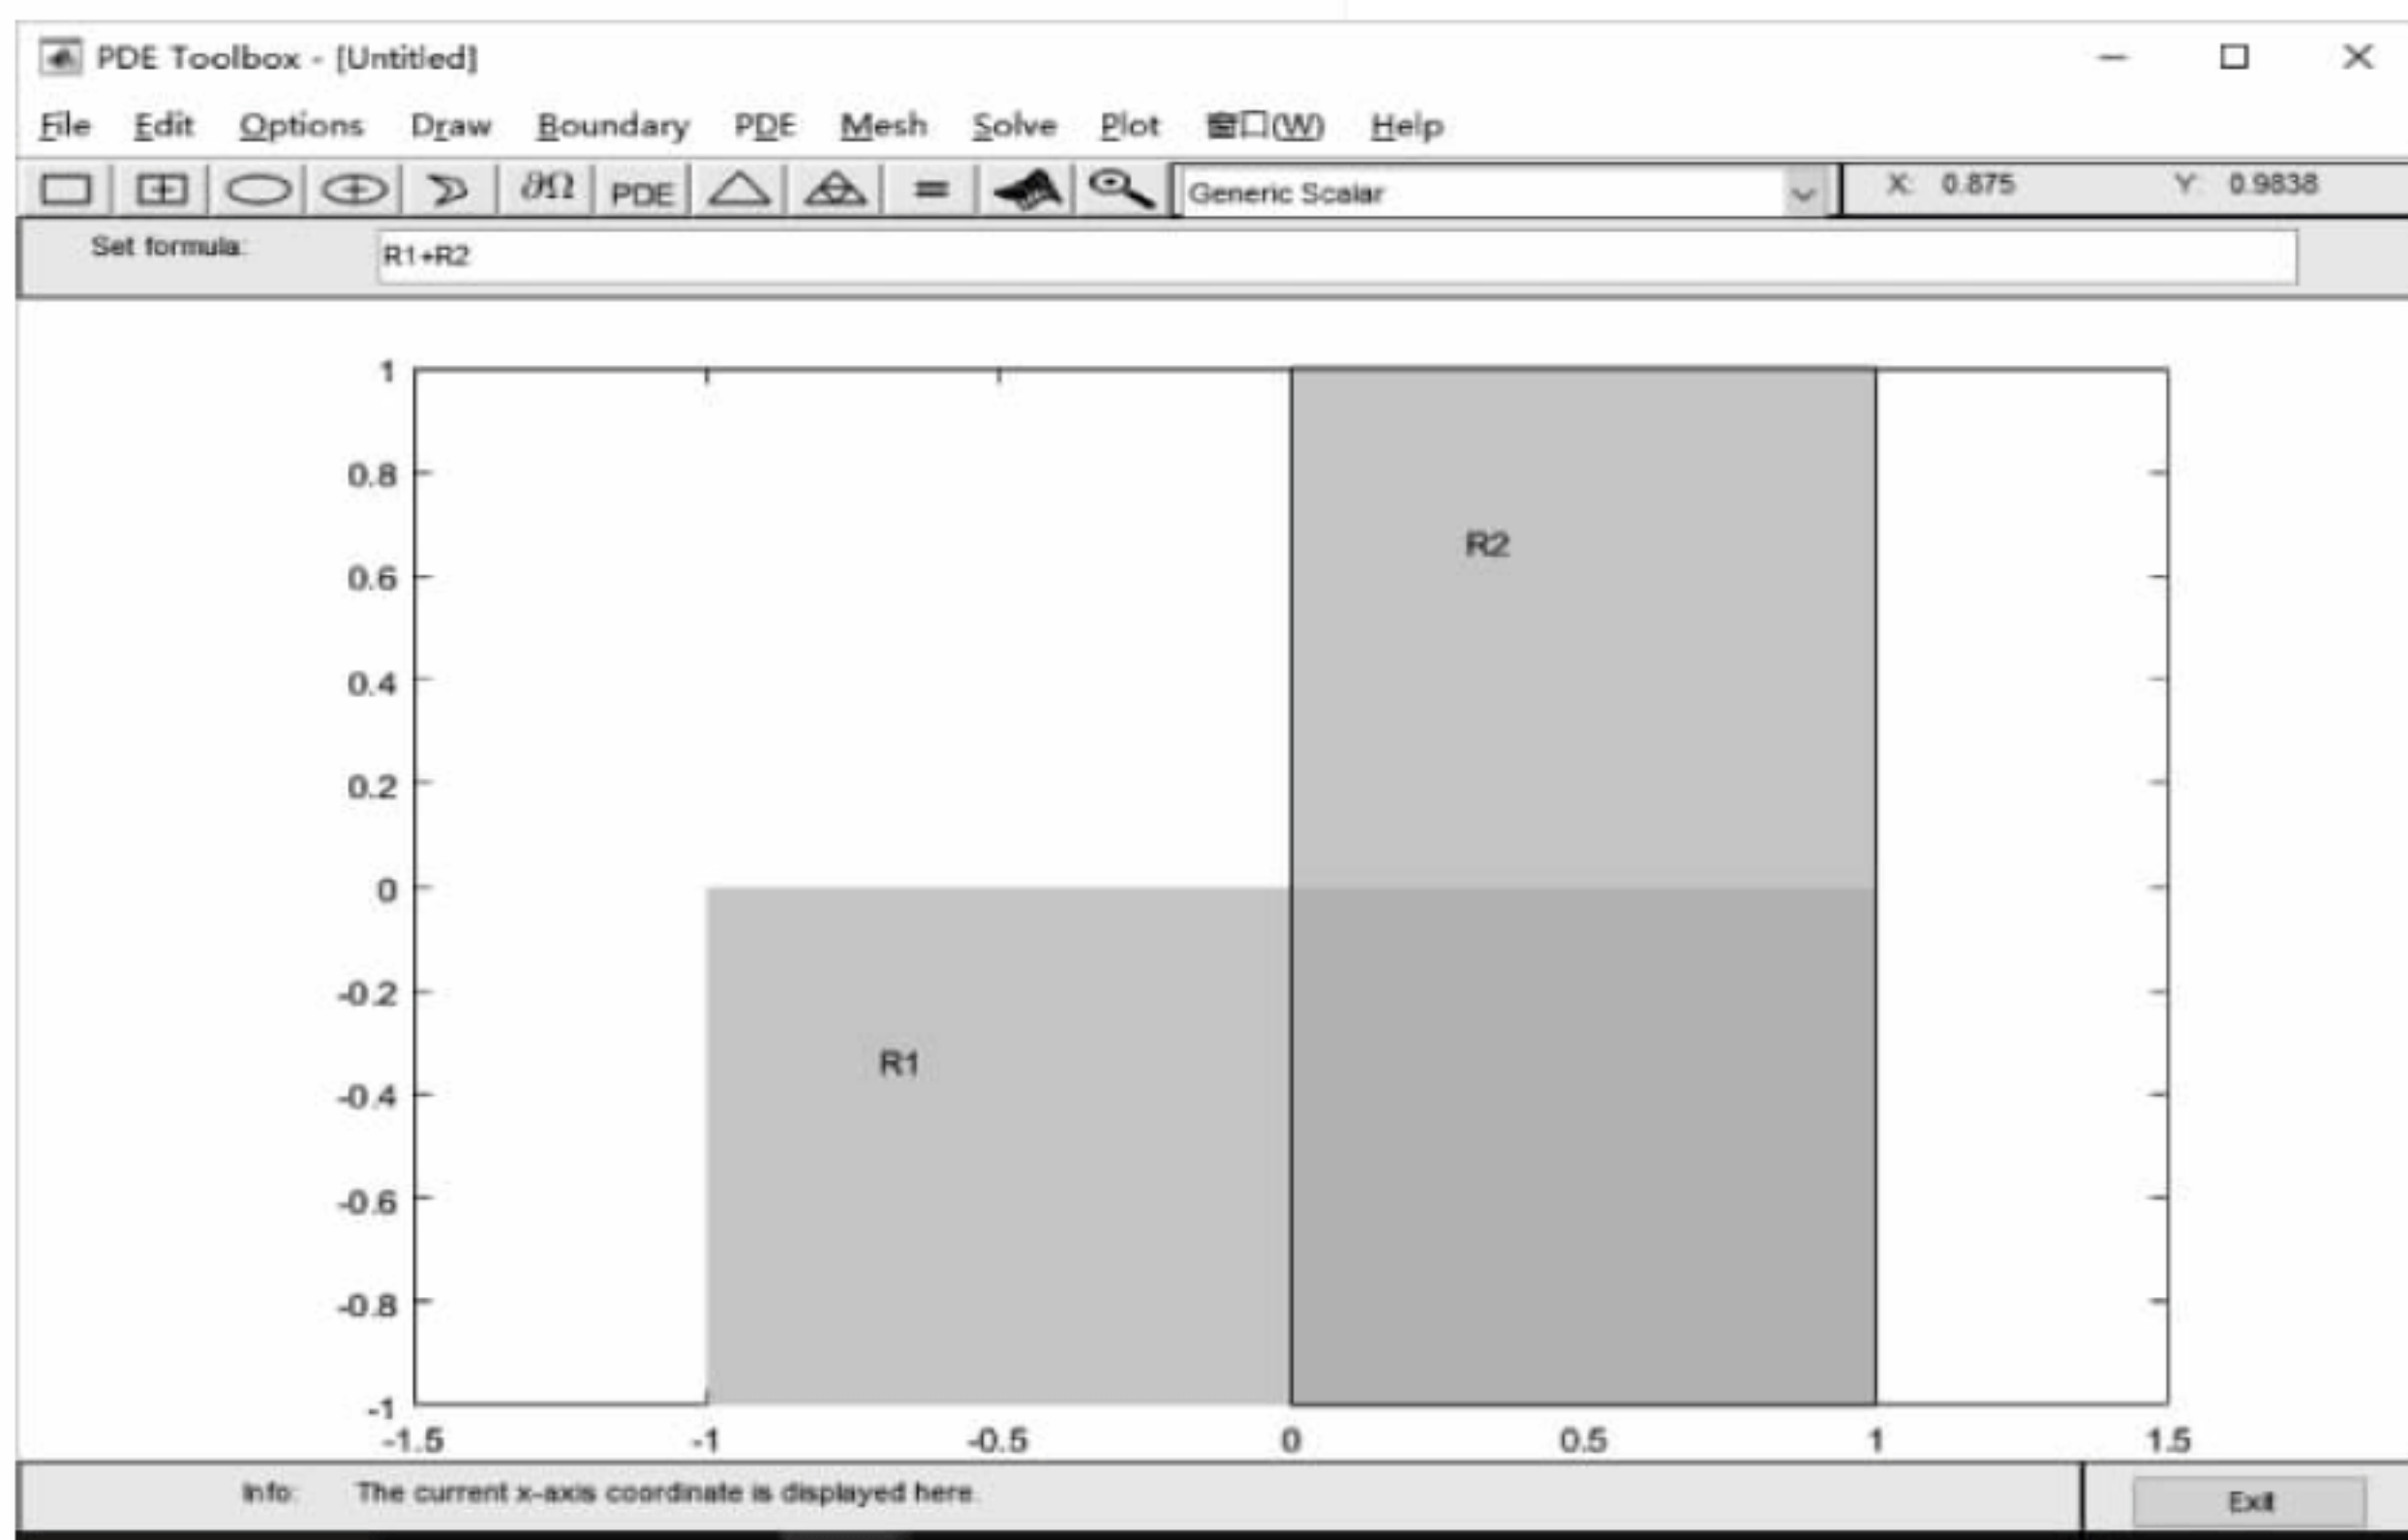 PDE Toolbox - [Untitled]
File Edit Options Draw Boundary PDE Mesh Solve Plot 窗口(W) Help
∂Ω PDE = Generic Scalar X: 0.875 Y: 0.9838
Set formula: R1+R2
1
0.8
R2
0.6
0.4
0.2
0
-0.2
R1
-0.4
-0.6
-0.8
-1
-1.5 -1 -0.5 0 0.5 1 1.5
Info: The current x-axis coordinate is displayed here.
Exit